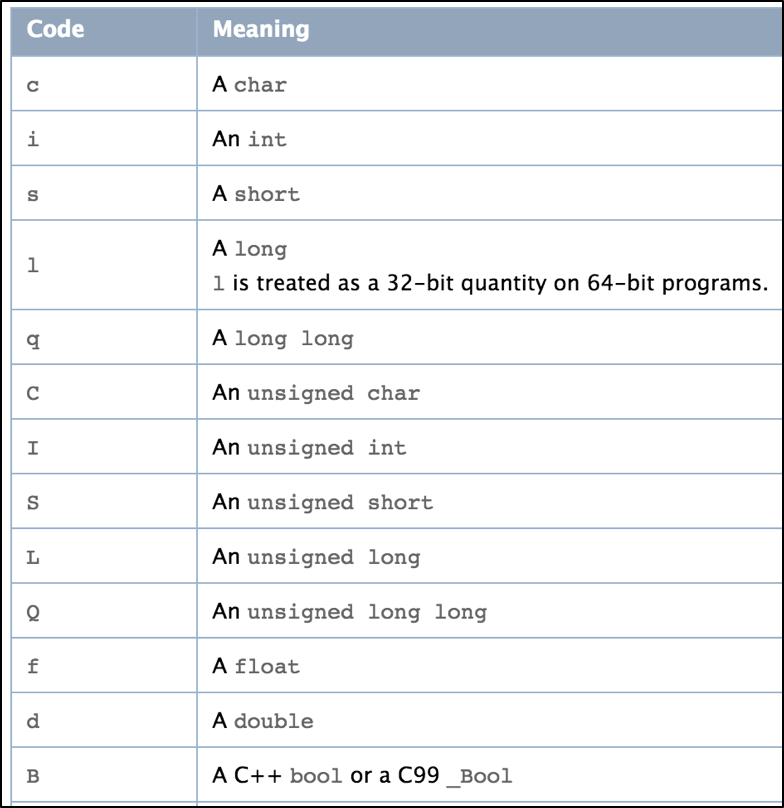 Code Meaning
c A char
i An int
s A short
l A long
l is treated as a 32-bit quantity on 64-bit programs.
q A long long
C An unsigned char
I An unsigned int
S An unsigned short
L An unsigned long
Q An unsigned long long
f A float
d A double
B A C++ bool or a C99 _Bool